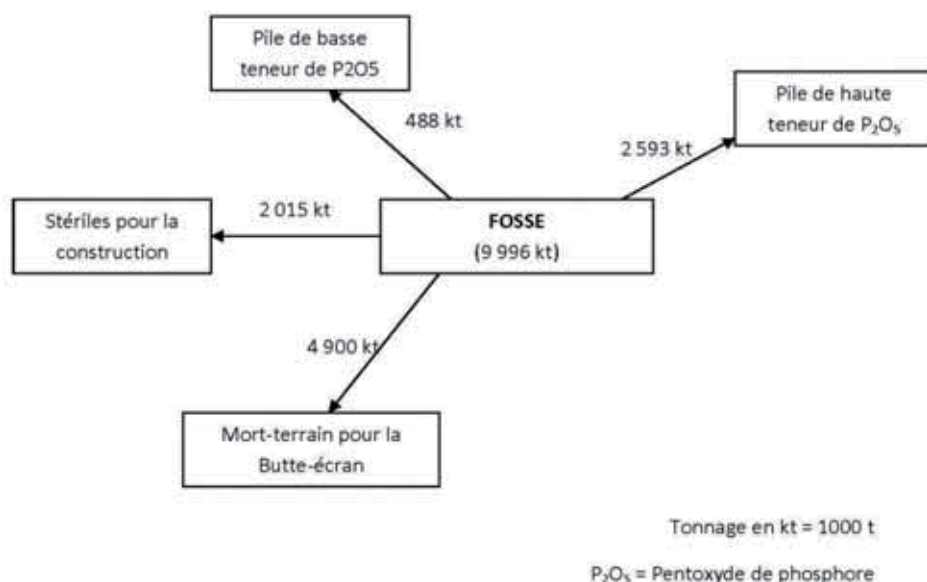 Pile de basse
teneur de P2O5
Pile de haute
teneur de P₂O₅
488 kt
2 593 kt
Stériles pour la
construction
2 015 kt
FOSSE
(9 996 kt)
4 900 kt
Mort-terrain pour la
Butte-écran
Tonnage en kt = 1000 t
P₂O₅ = Pentoxyde de phosphore